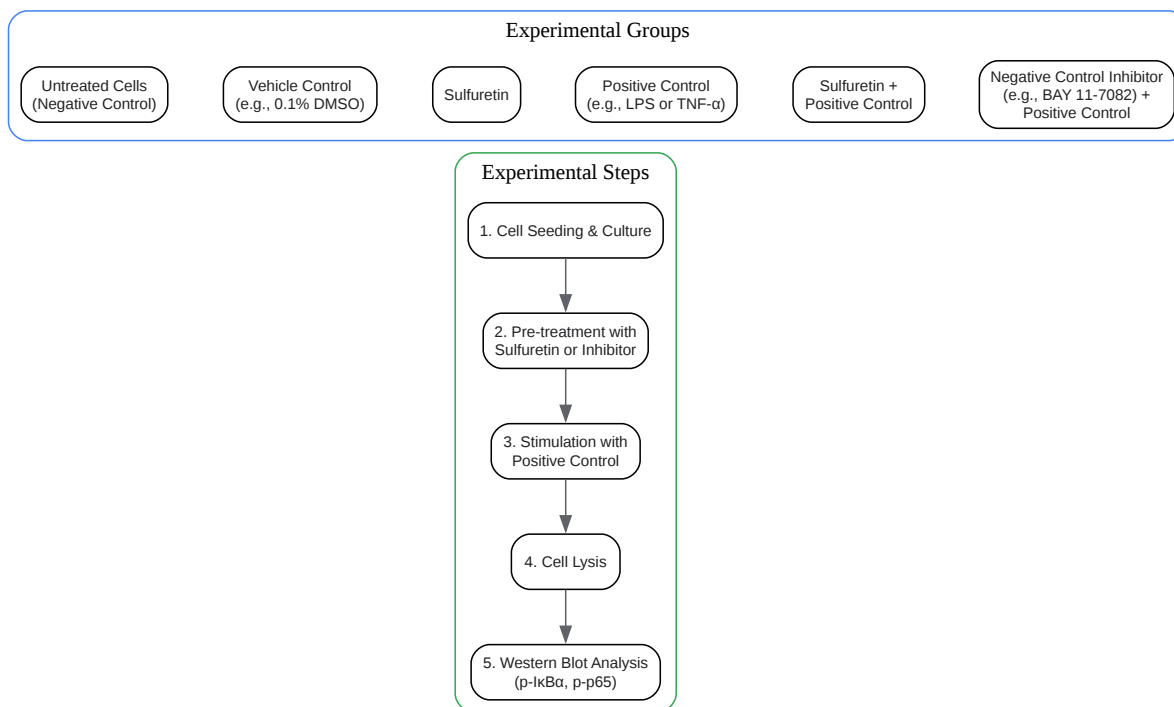 Experimental Groups
Untreated Cells
(Negative Control)
Vehicle Control
(e.g., 0.1% DMSO)
Sulfuretin
Positive Control
(e.g., LPS or TNF-α)
Sulfuretin +
Positive Control
Negative Control Inhibitor
(e.g., BAY 11-7082) +
Positive Control
Experimental Steps
1. Cell Seeding & Culture
2. Pre-treatment with
Sulfuretin or Inhibitor
3. Stimulation with
Positive Control
4. Cell Lysis
5. Western Blot Analysis
(p-IκBα, p-p65)